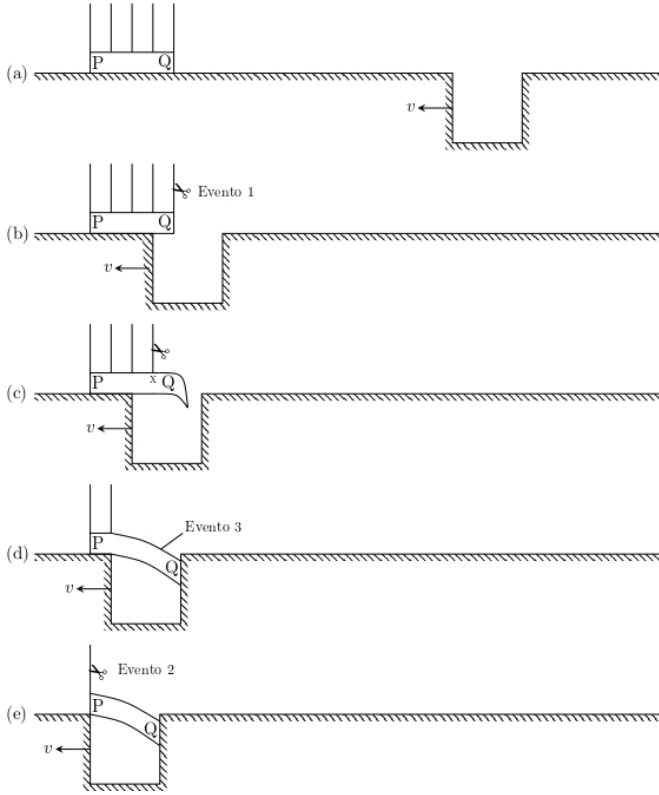 P Q
(a)
v
Evento 1
P Q
(b)
v
x
P Q
(c)
v
Evento 3
P
(d)
Q
v
Evento 2
P
(e)
Q
v